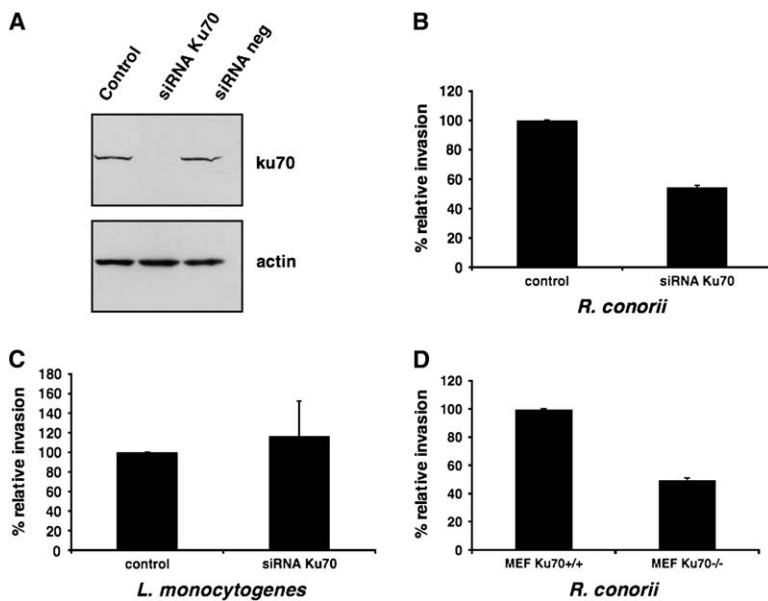 A
Control
siRNA Ku70
siRNA neg
ku70
actin
B
% relative invasion
120
100
80
60
40
20
0
control
siRNA Ku70
R. conorii
C
% relative invasion
180
160
140
120
100
80
60
40
20
0
control
siRNA Ku70
L. monocytogenes
D
% relative invasion
120
100
80
60
40
20
0
MEF Ku70+/+
MEF Ku70-/-
R. conorii